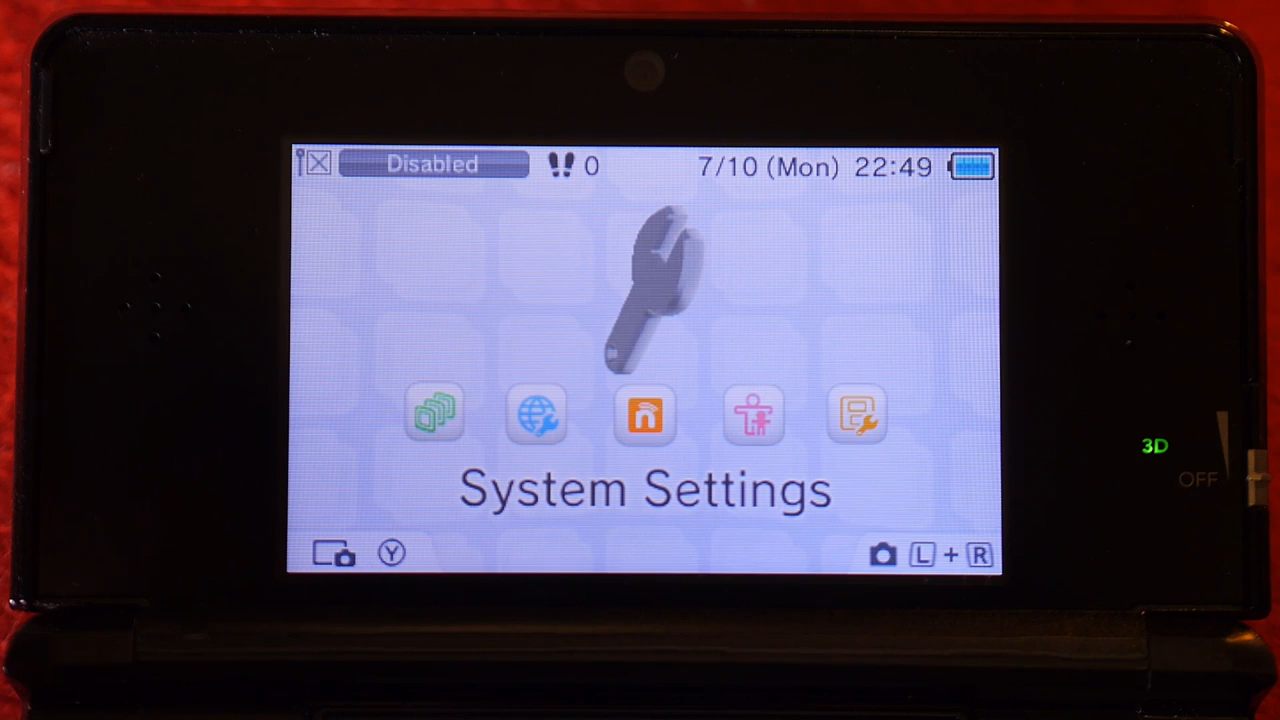 Disabled 0 7/10 (Mon) 22:49
System Settings
Y L + R
3D
OFF